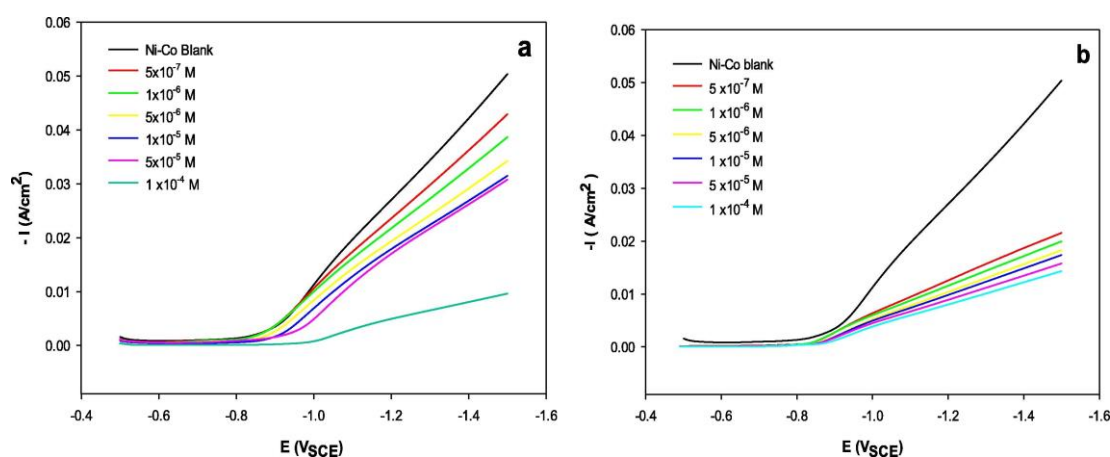 a
Ni-Co Blank
5x10⁻⁷ M
1x10⁻⁶ M
5x10⁻⁶ M
1x10⁻⁵ M
5x10⁻⁵ M
1 x10⁻⁴ M
0.06
0.05
0.04
0.03
0.02
0.01
0.00
- I (A/cm²)
-0.4
-0.6
-0.8
-1.0
-1.2
-1.4
-1.6
E (VSCE)
b
Ni-Co blank
5 x10⁻⁷ M
1 x10⁻⁶ M
5 x10⁻⁶ M
1 x10⁻⁵ M
5 x10⁻⁵ M
1 x10⁻⁴ M
0.06
0.05
0.04
0.03
0.02
0.01
0.00
- I ( A/cm²)
-0.4
-0.6
-0.8
-1.0
-1.2
-1.4
-1.6
E (VSCE)